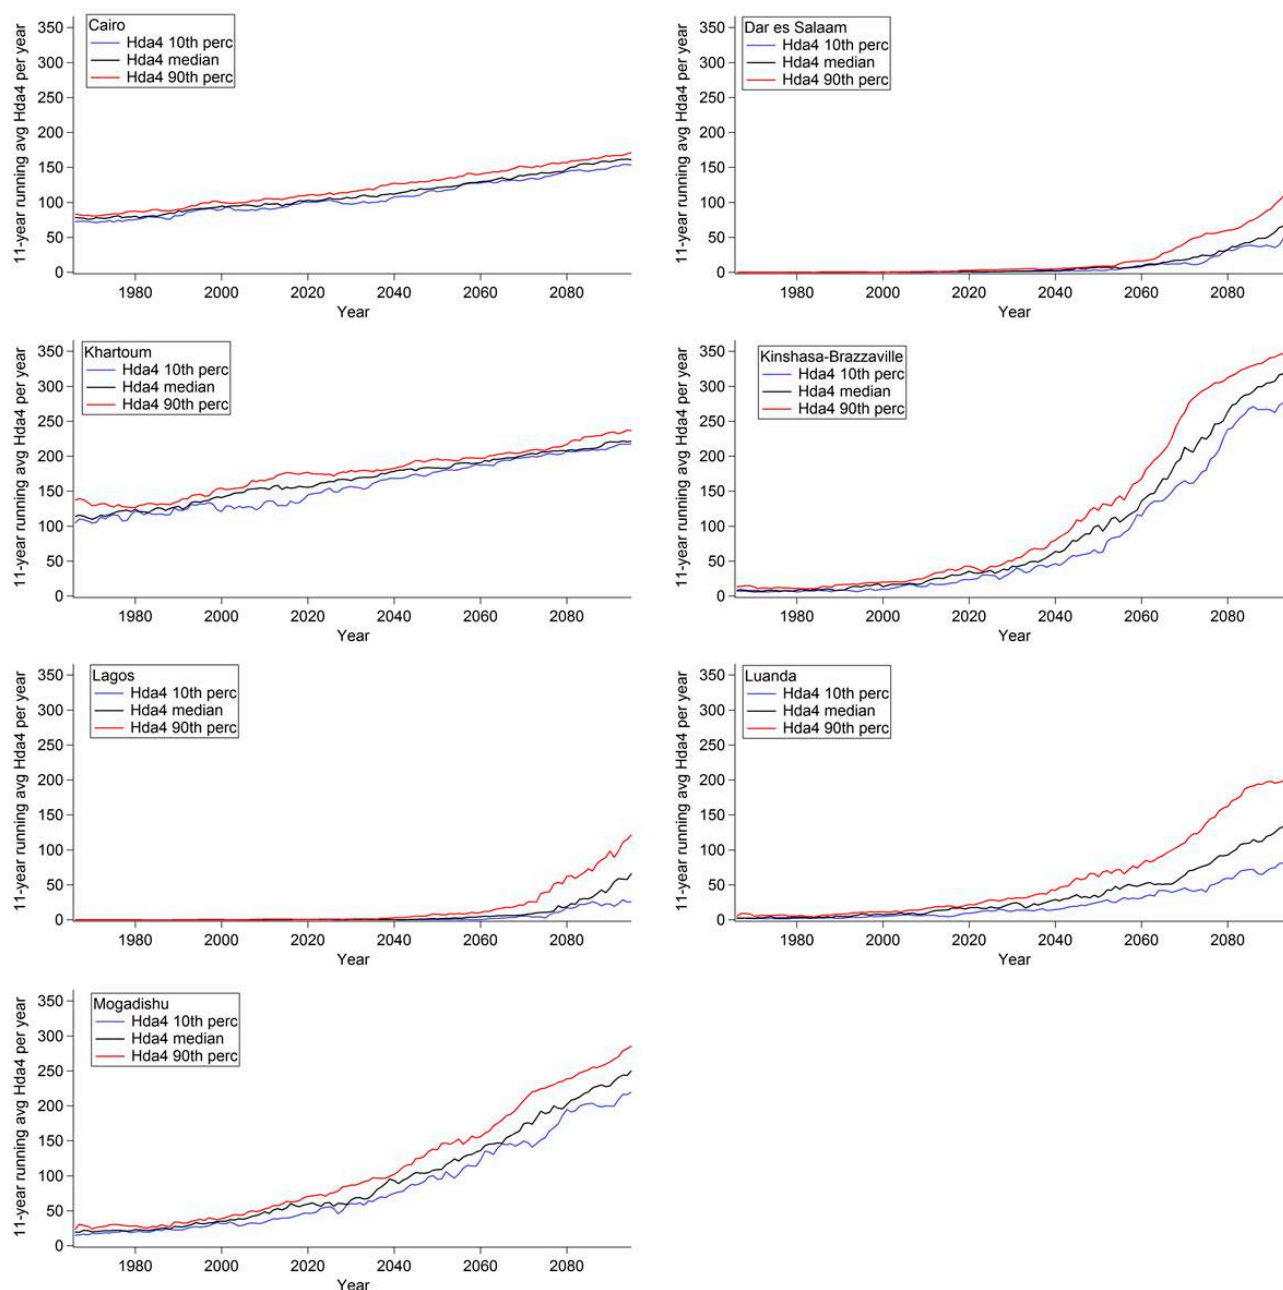 11-year running avg Hda4 per year
350
300
250
200
150
100
50
0
Cairo
Hda4 10th perc
Hda4 median
Hda4 90th perc
1980
2000
2020
2040
2060
2080
Year
11-year running avg Hda4 per year
350
300
250
200
150
100
50
0
Dar es Salaam
Hda4 10th perc
Hda4 median
Hda4 90th perc
1980
2000
2020
2040
2060
2080
Year
11-year running avg Hda4 per year
350
300
250
200
150
100
50
0
Khartoum
Hda4 10th perc
Hda4 median
Hda4 90th perc
1980
2000
2020
2040
2060
2080
Year
11-year running avg Hda4 per year
350
300
250
200
150
100
50
0
Kinshasa-Brazzaville
Hda4 10th perc
Hda4 median
Hda4 90th perc
1980
2000
2020
2040
2060
2080
Year
11-year running avg Hda4 per year
350
300
250
200
150
100
50
0
Lagos
Hda4 10th perc
Hda4 median
Hda4 90th perc
1980
2000
2020
2040
2060
2080
Year
11-year running avg Hda4 per year
350
300
250
200
150
100
50
0
Luanda
Hda4 10th perc
Hda4 median
Hda4 90th perc
1980
2000
2020
2040
2060
2080
Year
11-year running avg Hda4 per year
350
300
250
200
150
100
50
0
Mogadishu
Hda4 10th perc
Hda4 median
Hda4 90th perc
1980
2000
2020
2040
2060
2080
Year